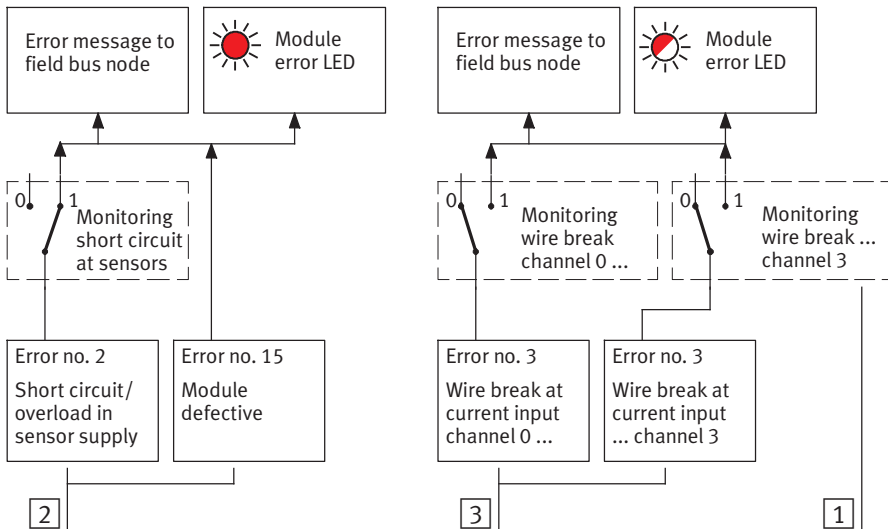 Error message to
field bus node
Module
error LED
Error message to
field bus node
Module
error LED
0
1
Monitoring
short circuit
at sensors
0
1
Monitoring
wire break
channel 0 ...
0
1
Monitoring
wire break ...
channel 3
Error no. 2
Short circuit/
overload in
sensor supply
Error no. 15
Module
defective
Error no. 3
Wire break at
current input
channel 0 ...
Error no. 3
Wire break at
current input
... channel 3
2
3
1